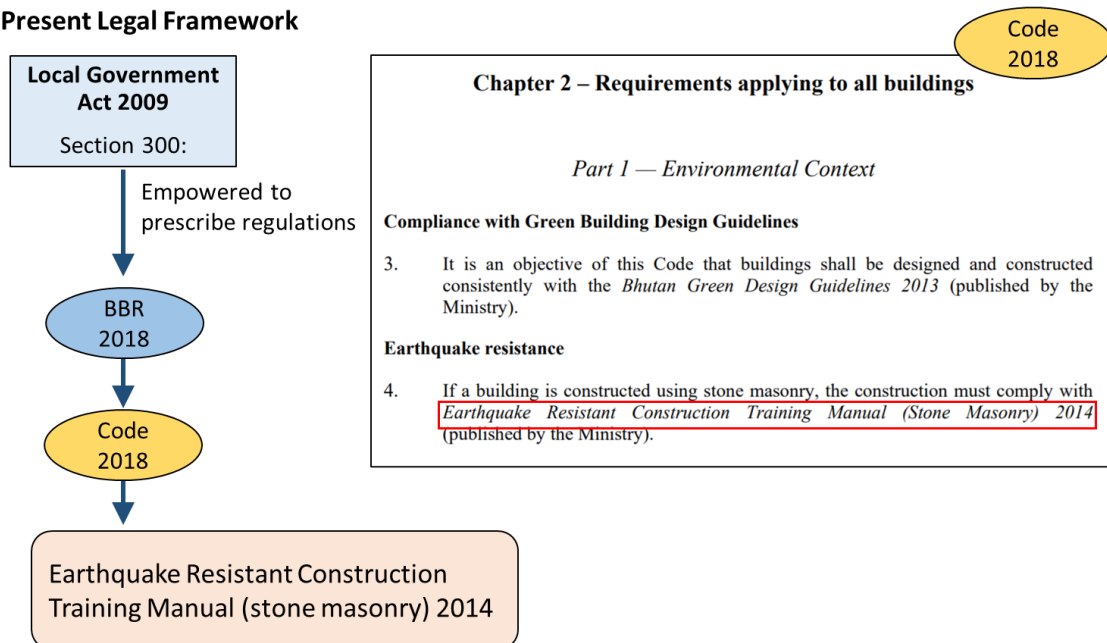 Present Legal Framework
Local Government
Act 2009
Section 300:
Empowered to
prescribe regulations
BBR
2018
Code
2018
Earthquake Resistant Construction
Training Manual (stone masonry) 2014
Code
2018
Chapter 2 – Requirements applying to all buildings
Part 1 — Environmental Context
Compliance with Green Building Design Guidelines
3. It is an objective of this Code that buildings shall be designed and constructed
consistently with the Bhutan Green Design Guidelines 2013 (published by the
Ministry).
Earthquake resistance
4. If a building is constructed using stone masonry, the construction must comply with
Earthquake Resistant Construction Training Manual (Stone Masonry) 2014
(published by the Ministry).